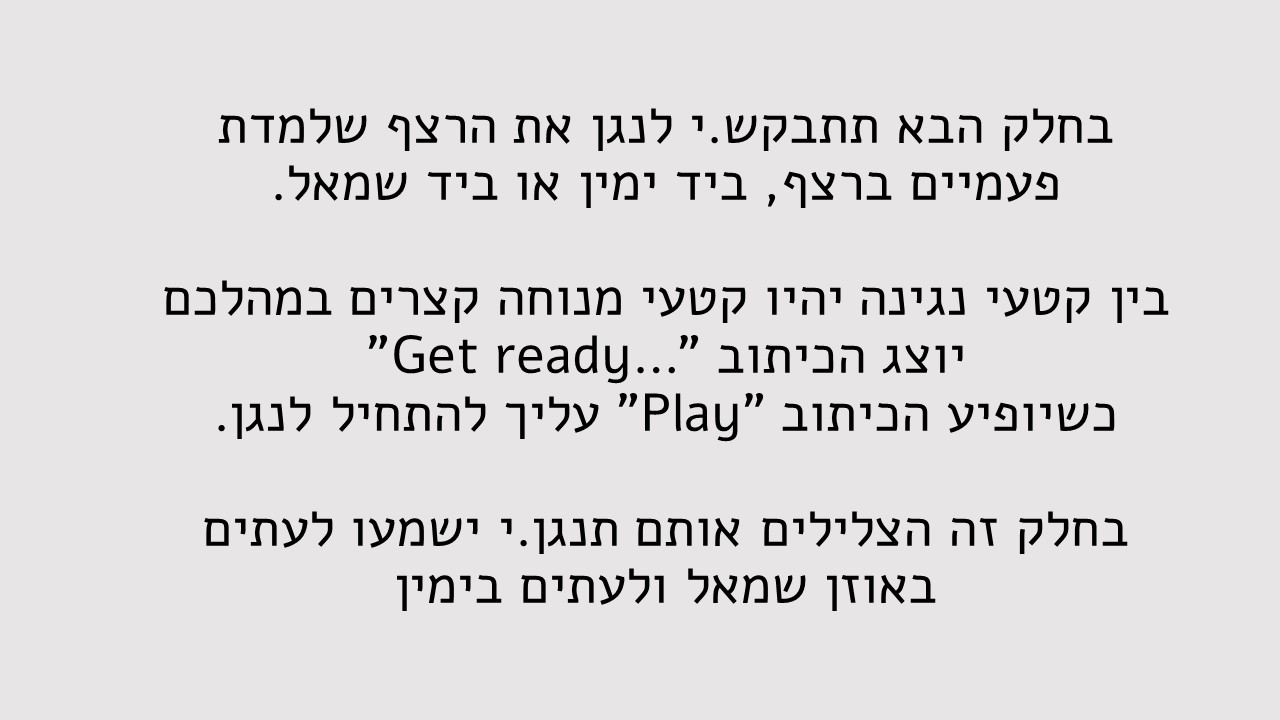 בחלק הבא תתבקש.י לנגן את הרצף שלמדת
פעמיים ברצף, ביד ימין או ביד שמאל.
בין קטעי נגינה יהיו קטעי מנוחה קצרים במהלכם
יוצג הכיתוב ”Get ready...”
כשיופיע הכיתוב ”Play” עליך להתחיל לנגן.
בחלק זה הצלילים אותם תנגן.י ישמעו לעתים
באוזן שמאל ולעתים בימין